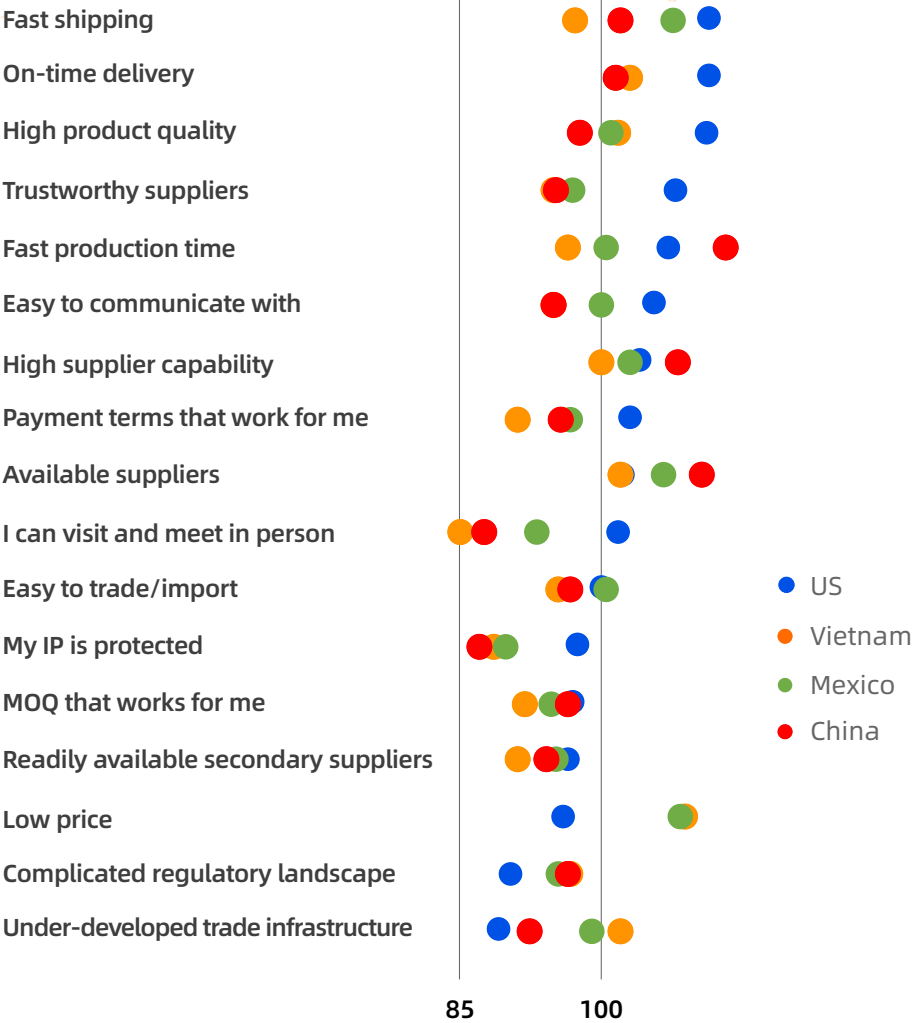 Fast shipping
On-time delivery
High product quality
Trustworthy suppliers
Fast production time
Easy to communicate with
High supplier capability
Payment terms that work for me
Available suppliers
I can visit and meet in person
Easy to trade/import
My IP is protected
MOQ that works for me
Readily available secondary suppliers
Low price
Complicated regulatory landscape
Under-developed trade infrastructure
US
Vietnam
Mexico
China
85 100